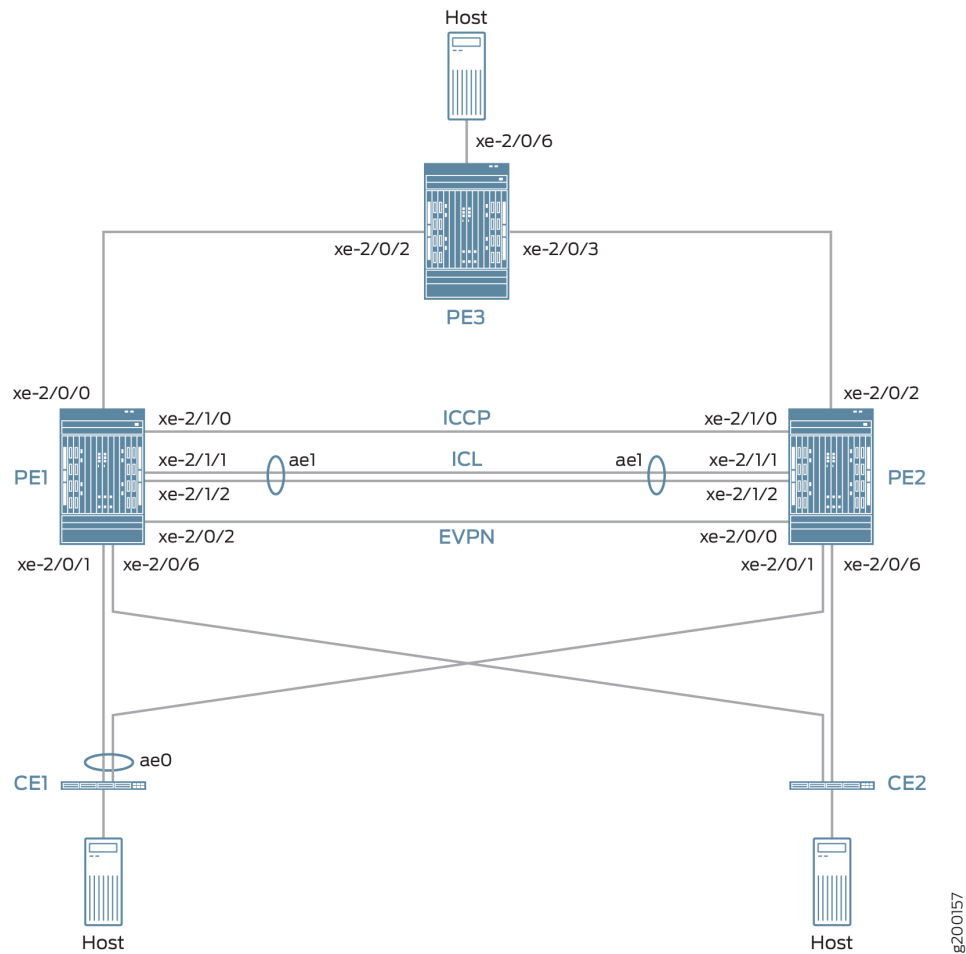 Host
xe-2/0/6
xe-2/0/2
xe-2/0/3
PE3
xe-2/0/0
xe-2/0/2
xe-2/1/0
ICCP
xe-2/1/0
xe-2/1/1
ae1
ICL
ae1
xe-2/1/1
PE1
PE2
xe-2/1/2
xe-2/1/2
xe-2/0/2
EVPN
xe-2/0/0
xe-2/0/1
xe-2/0/6
xe-2/0/1
xe-2/0/6
ae0
CE1
CE2
Host
Host
g200157